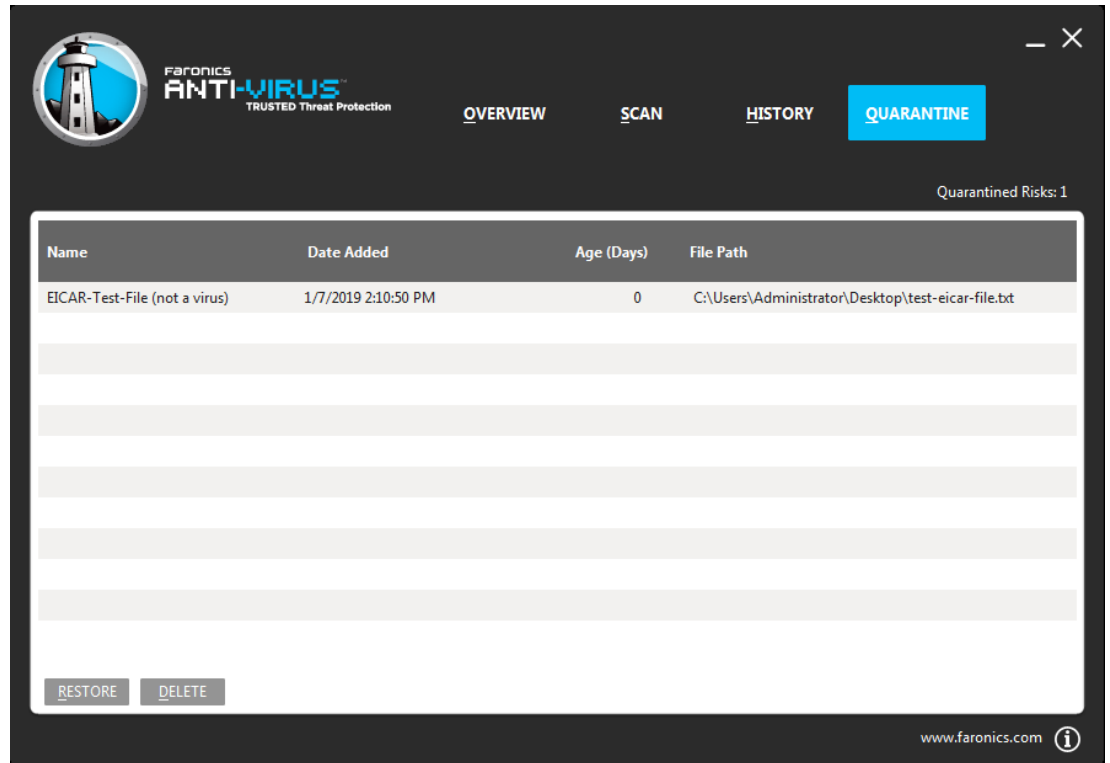 Faronics
ANTI-VIRUS™
TRUSTED Threat Protection
OVERVIEW SCAN HISTORY QUARANTINE
Quarantined Risks: 1
Name Date Added Age (Days) File Path
EICAR-Test-File (not a virus) 1/7/2019 2:10:50 PM 0 C:\Users\Administrator\Desktop\test-eicar-file.txt
RESTORE DELETE
www.faronics.com